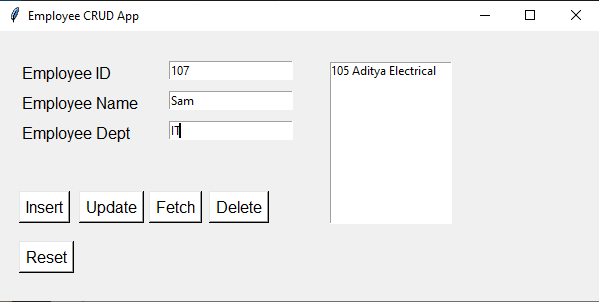 Employee CRUD App
Employee ID 107
Employee Name Sam
Employee Dept IT
105 Aditya Electrical
Insert Update Fetch Delete
Reset